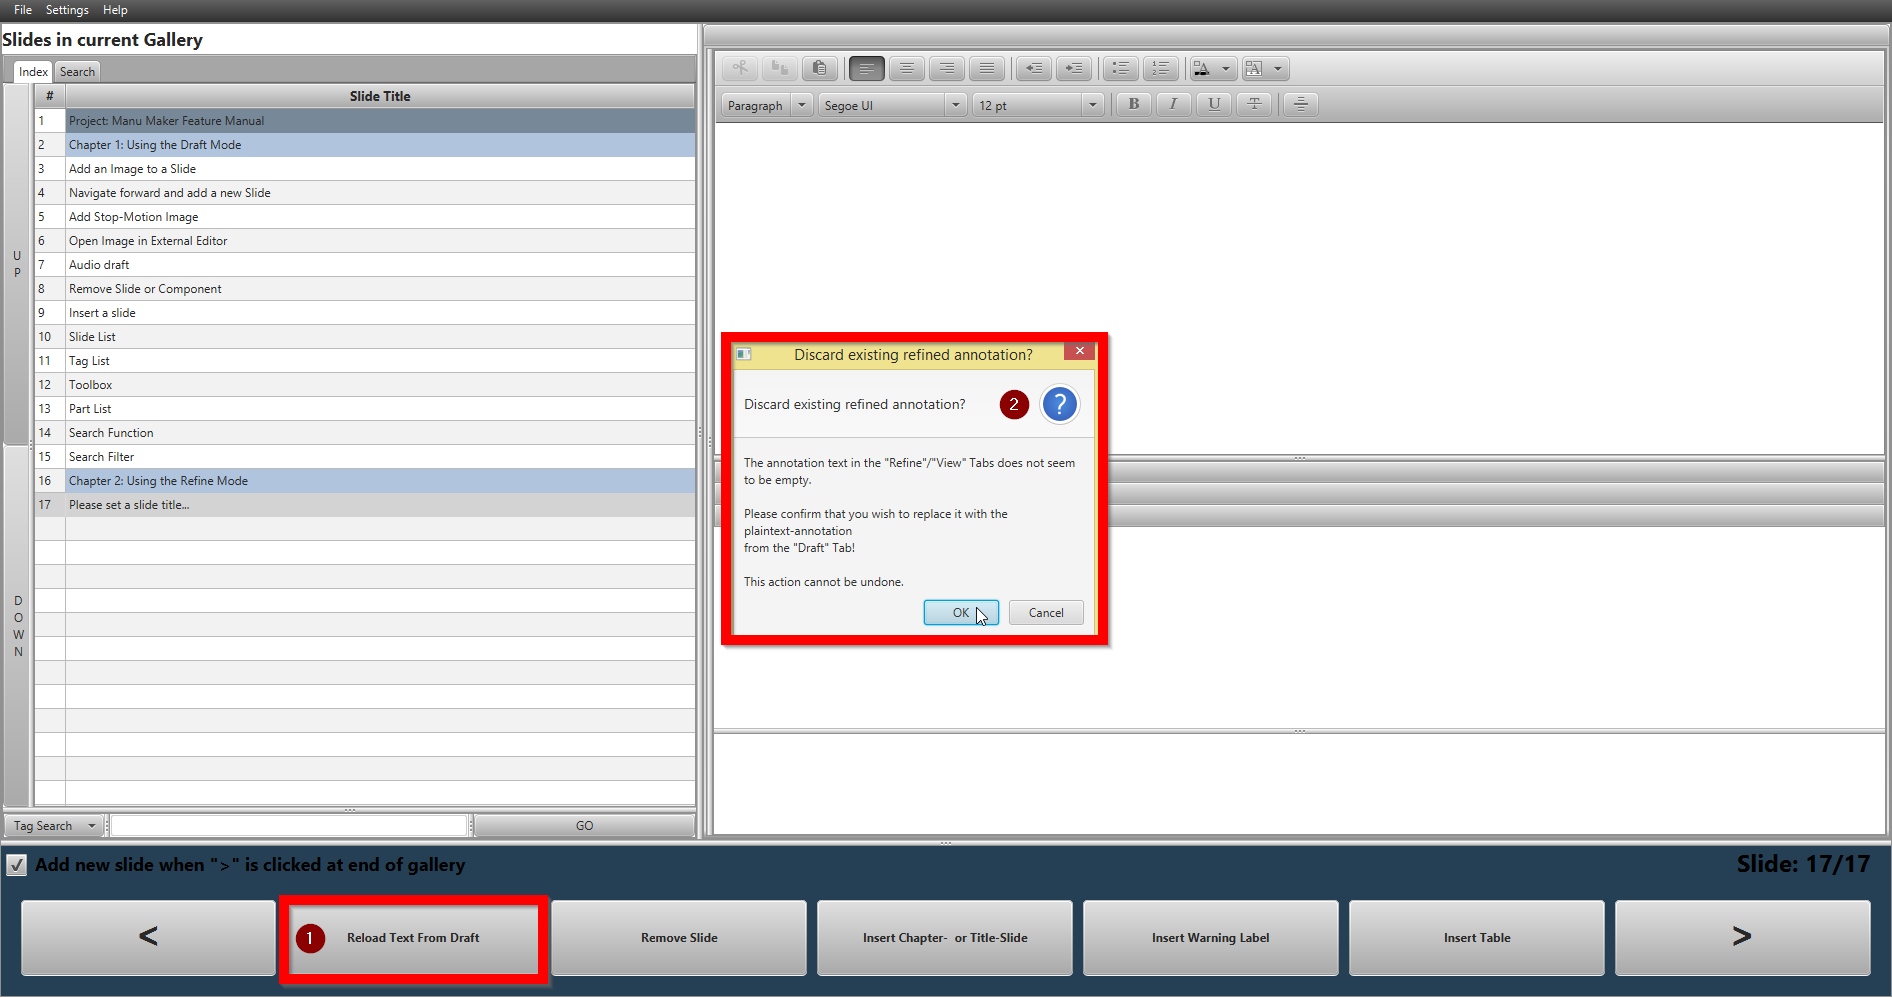 File Settings Help
Slides in current Gallery
Index Search
# Slide Title
1 Project: Manu Maker Feature Manual
2 Chapter 1: Using the Draft Mode
3 Add an Image to a Slide
4 Navigate forward and add a new Slide
5 Add Stop-Motion Image
6 Open Image in External Editor
7 Audio draft
8 Remove Slide or Component
9 Insert a slide
10 Slide List
11 Tag List
12 Toolbox
13 Part List
14 Search Function
15 Search Filter
16 Chapter 2: Using the Refine Mode
17 Please set a slide title...
UP
DOWN
Tag Search GO
Paragraph Segoe UI 12 pt B I U T
Discard existing refined annotation?
Discard existing refined annotation? 2 ?
The annotation text in the "Refine"/"View" Tabs does not seem
to be empty.
Please confirm that you wish to replace it with the
plaintext-annotation
from the "Draft" Tab!
This action cannot be undone.
OK Cancel
Add new slide when ">" is clicked at end of gallery
Slide: 17/17
< 1 Reload Text From Draft Remove Slide Insert Chapter- or Title-Slide Insert Warning Label Insert Table >